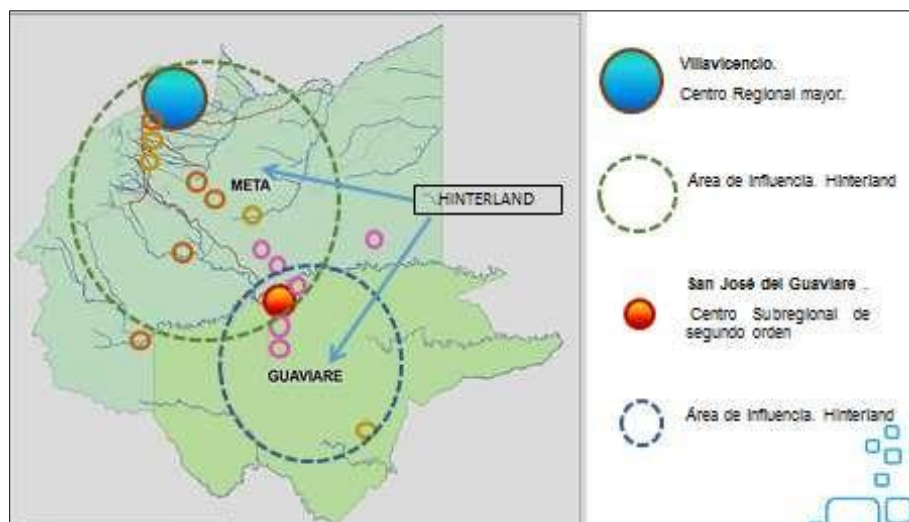 META
HINTERLAND
GUAVIARE
Villavicencio.
Centro Regional mayor.
Área de Influencia. Hinterland
San José del Guaviare .
Centro Subregional de
segundo orden
Área de Influencia. Hinterland